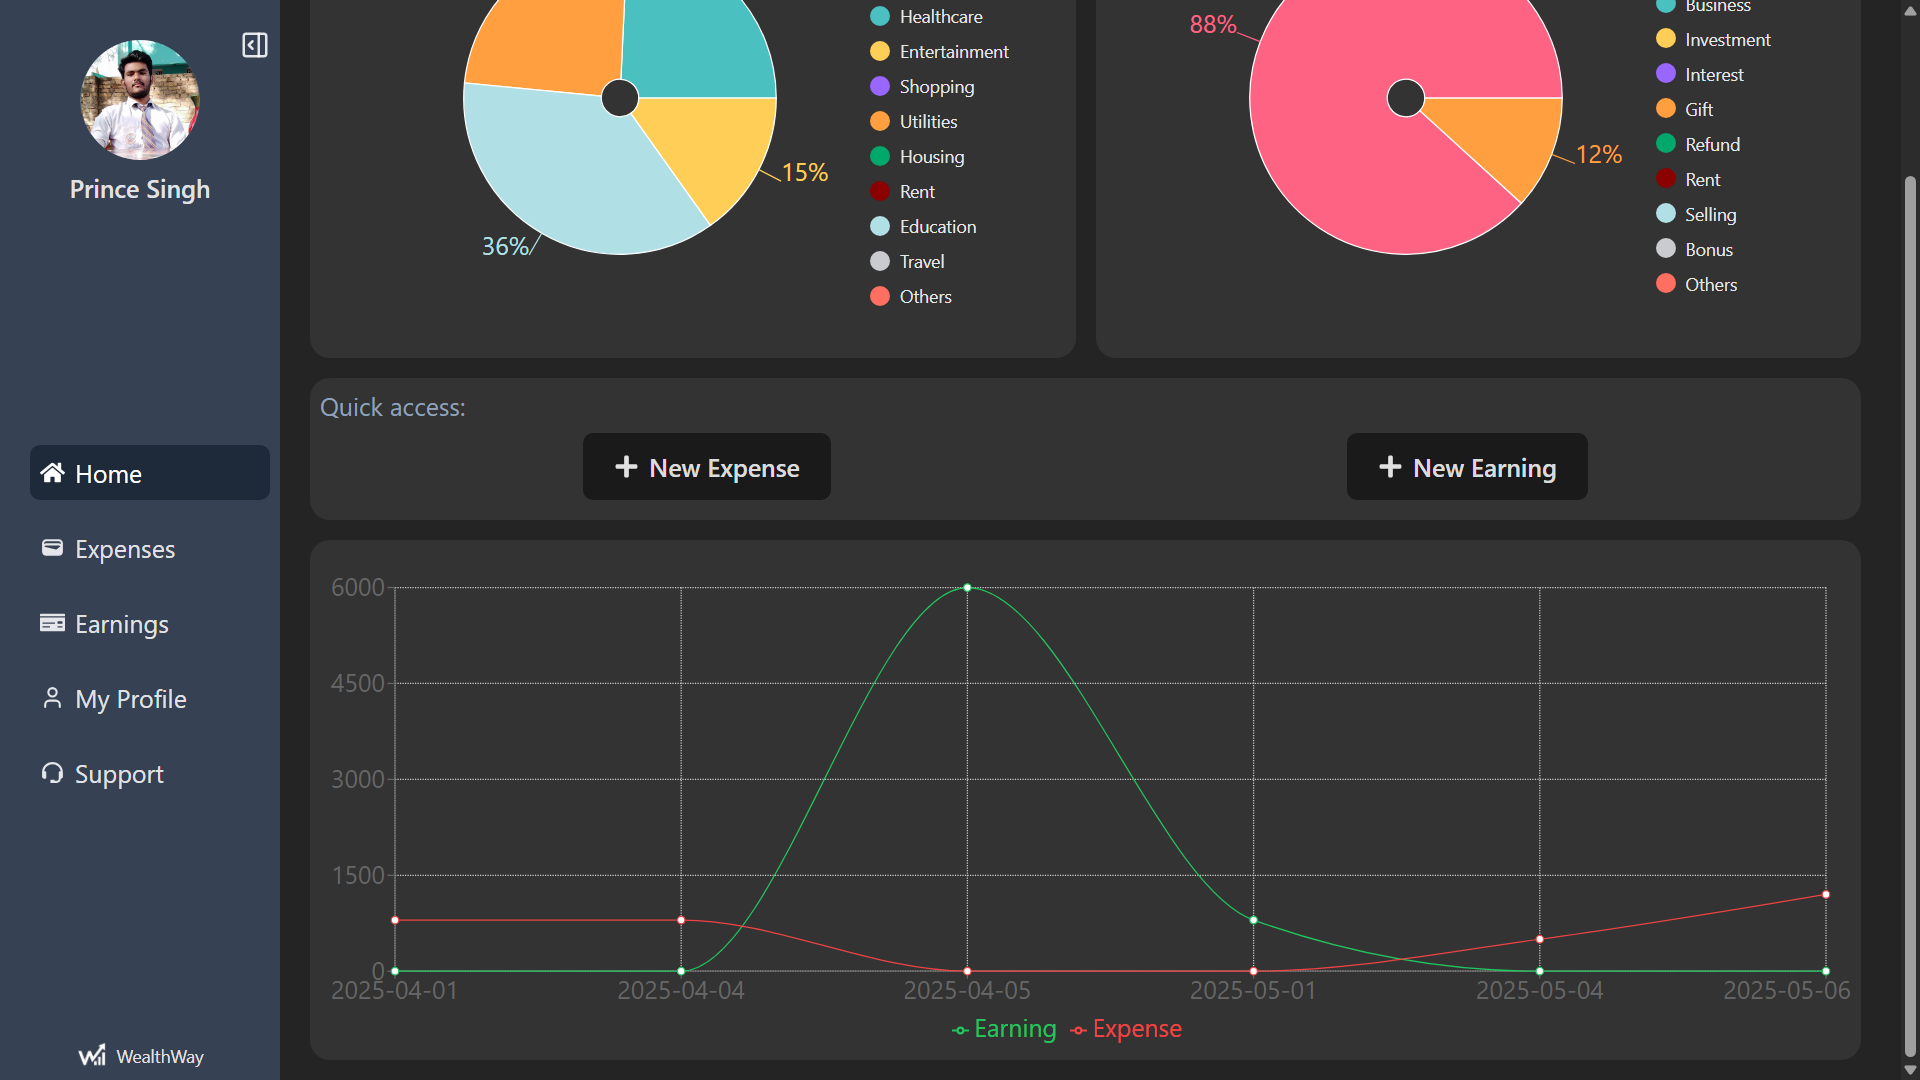 Prince Singh
Home
Expenses
Earnings
My Profile
Support
WealthWay
15%
36%
Healthcare
Entertainment
Shopping
Utilities
Housing
Rent
Education
Travel
Others
88%
12%
Business
Investment
Interest
Gift
Refund
Rent
Selling
Bonus
Others
Quick access:
New Expense
New Earning
6000
4500
3000
1500
0
2025-04-01 2025-04-04 2025-04-05 2025-05-01 2025-05-04 2025-05-06
Earning Expense